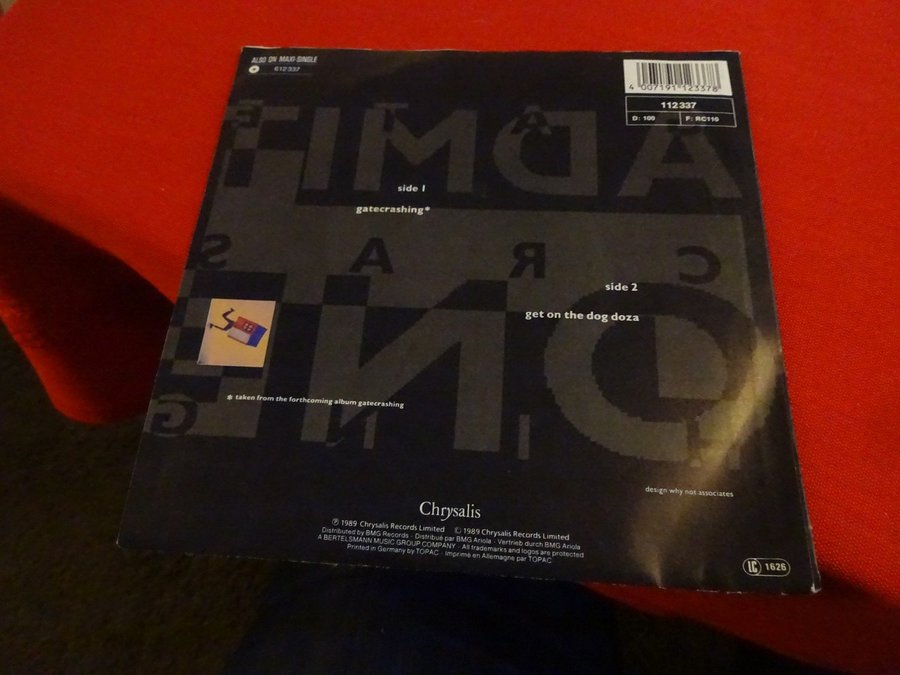 ALSO ON MAXI-SINGLE
612 337
4 007191 123378
112 337
D: 100 F: RC110
ADMIT
side 1
gatecrashing*
CRAS
side 2
get on the dog doza
ONE
* taken from the forthcoming album gatecrashing
design why not associates
Chrysalis
℗ 1989 Chrysalis Records Limited © 1989 Chrysalis Records Limited
Distributed by BMG Records · Distribué par BMG Ariola · Vertrieb durch BMG Ariola
A BERTELSMANN MUSIC GROUP COMPANY · All trademarks and logos are protected
Printed in Germany by TOPAC · Imprimé en Allemagne par TOPAC
LC 1626